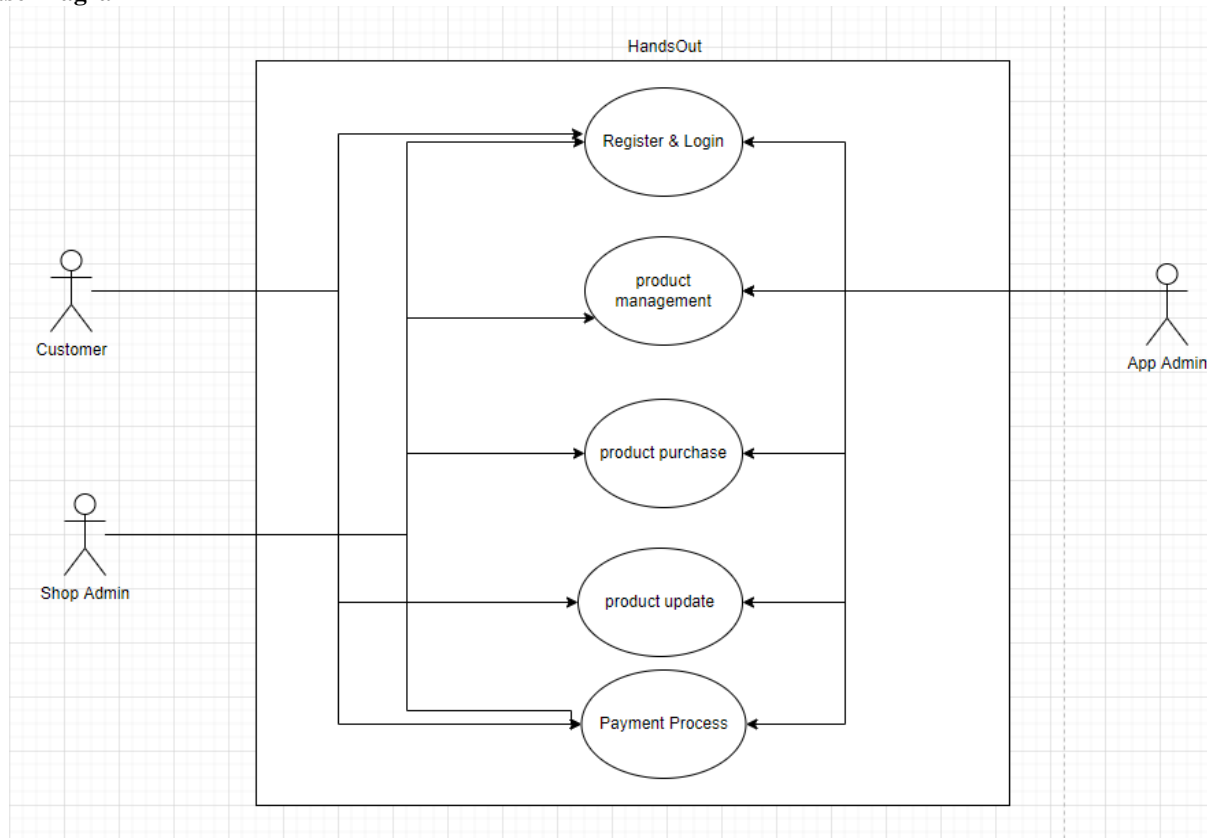 HandsOut
Register & Login
product
management
Customer
App Admin
product purchase
Shop Admin
product update
Payment Process